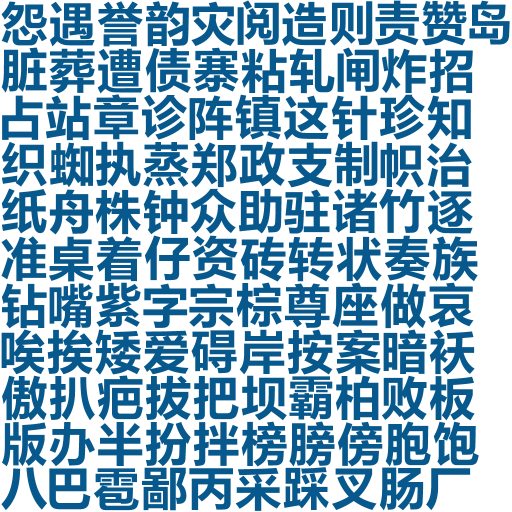 怨遇誉韵灾阅造则责赞岛
脏葬遭债寨粘轧闸炸招
占站章诊阵镇这针珍知
织蜘执蒸郑政支制帜治
纸舟株钟众助驻诸竹逐
准桌着仔资砖转状奏族
钻嘴紫字宗棕尊座做哀
唉挨矮爱碍岸按案暗袄
傲扒疤拔把坝霸柏败板
版办半扮拌榜膀傍胞饱
八巴雹鄙丙采踩叉肠厂